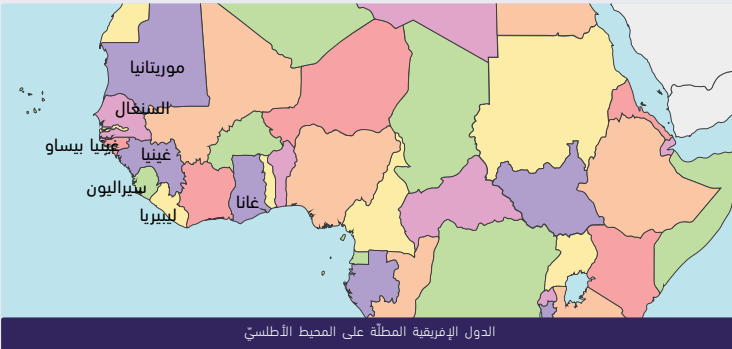 موريتانيا
السنغال
غينيا بيساو
غينيا
سيراليون
غانا
ليبيريا
الدول الإفريقية المطلّة على المحيط الأطلسيّ